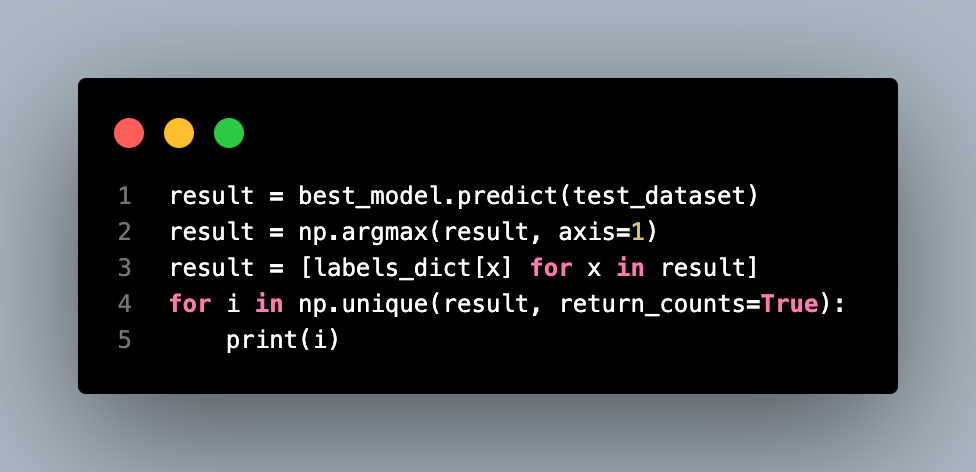 1 result = best_model.predict(test_dataset)
2 result = np.argmax(result, axis=1)
3 result = [labels_dict[x] for x in result]
4 for i in np.unique(result, return_counts=True):
5     print(i)